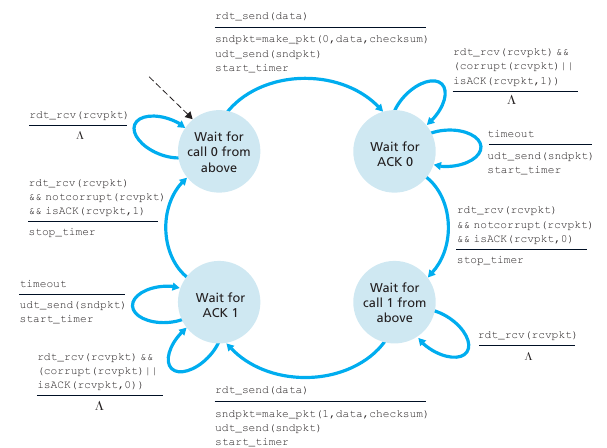 rdt_send(data)
sndpkt=make_pkt(0,data,checksum)
udt_send(sndpkt)
start_timer
rdt_rcv(rcvpkt) &&
(corrupt(rcvpkt)||
isACK(rcvpkt,1))
Λ
rdt_rcv(rcvpkt)
Λ
Wait for
call 0 from
above
Wait for
ACK 0
timeout
udt_send(sndpkt)
start_timer
rdt_rcv(rcvpkt)
&& notcorrupt(rcvpkt)
&& isACK(rcvpkt,1)
stop_timer
rdt_rcv(rcvpkt)
&& notcorrupt(rcvpkt)
&& isACK(rcvpkt,0)
stop_timer
timeout
udt_send(sndpkt)
start_timer
Wait for
ACK 1
Wait for
call 1 from
above
rdt_rcv(rcvpkt)
Λ
rdt_rcv(rcvpkt) &&
(corrupt(rcvpkt)||
isACK(rcvpkt,0))
Λ
rdt_send(data)
sndpkt=make_pkt(1,data,checksum)
udt_send(sndpkt)
start_timer